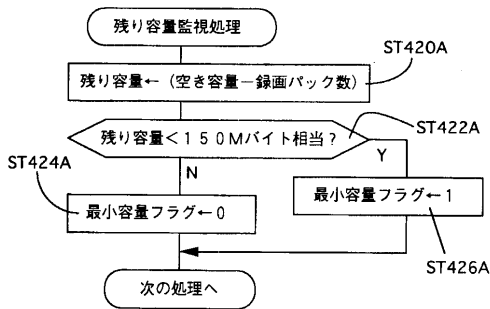 残り容量監視処理
ST420A
残り容量←（空き容量－録画パック数）
ST422A
残り容量＜１５０Mバイト相当？
ST424A
N
Y
最小容量フラグ←0
最小容量フラグ←1
ST426A
次の処理へ